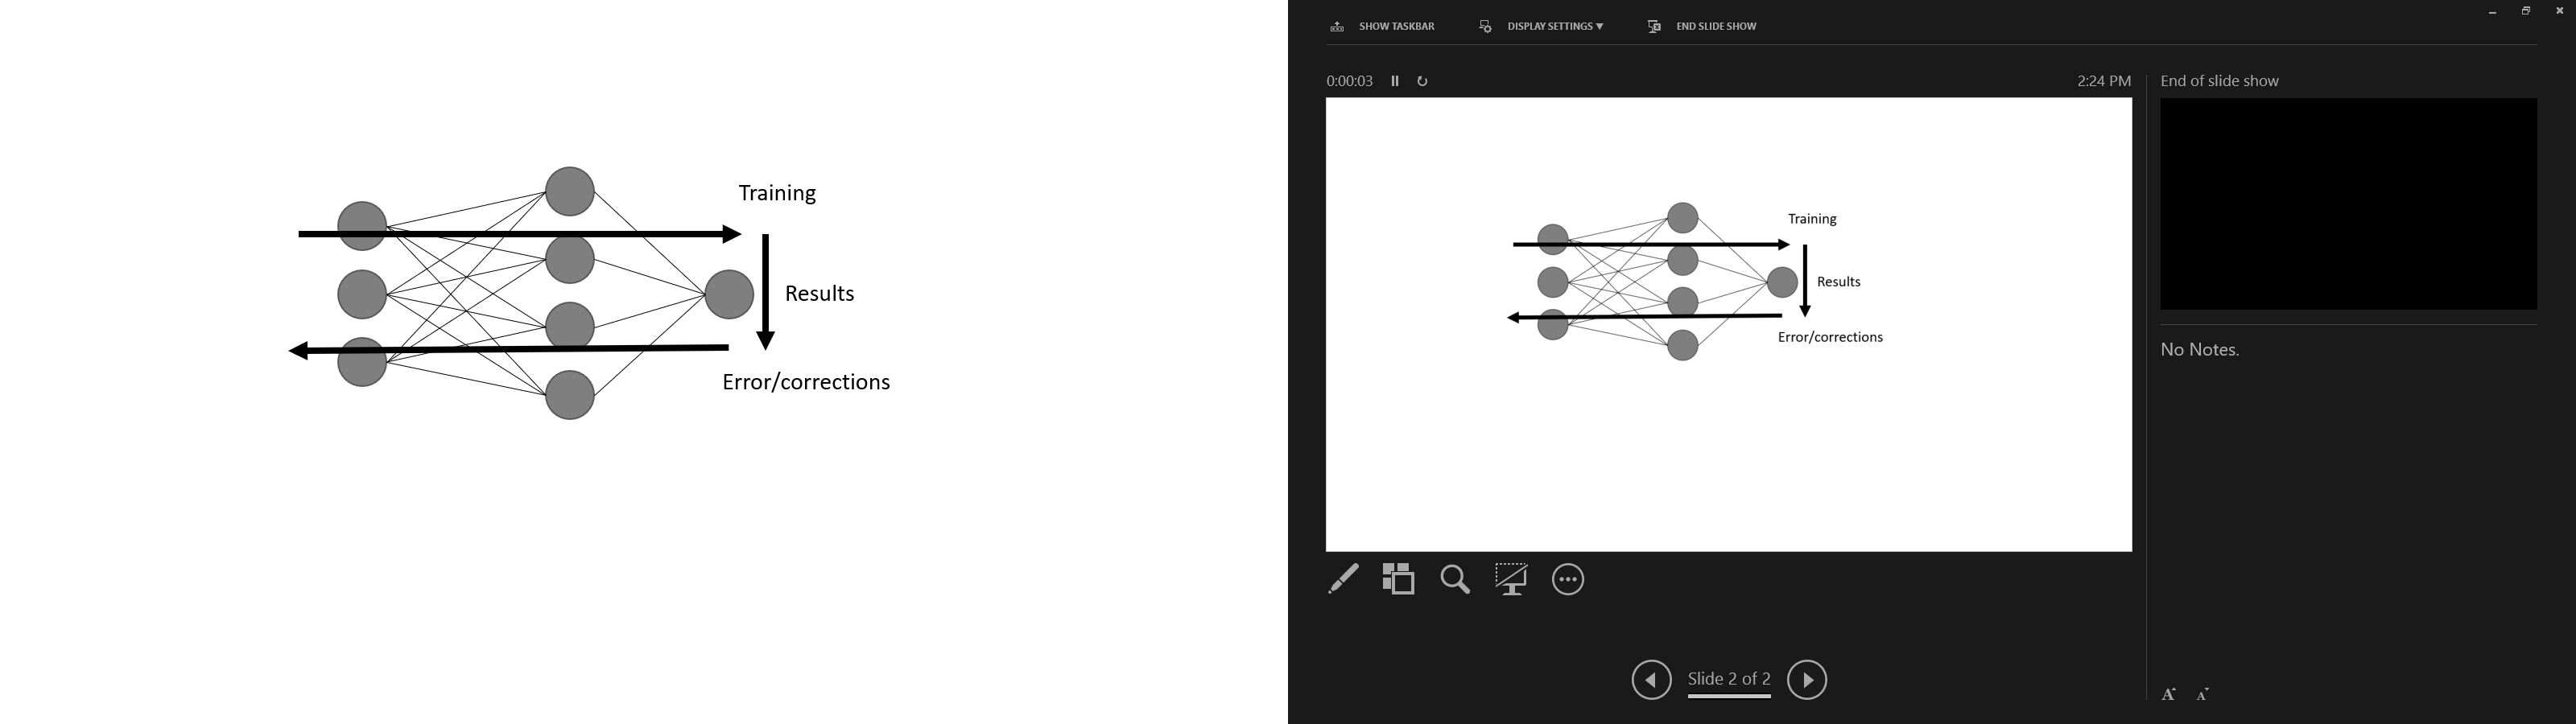 Training
Results
Error/corrections
SHOW TASKBAR
DISPLAY SETTINGS ▼
END SLIDE SHOW
0:00:03
2:24 PM
End of slide show
Training
Results
Error/corrections
No Notes.
Slide 2 of 2
A A